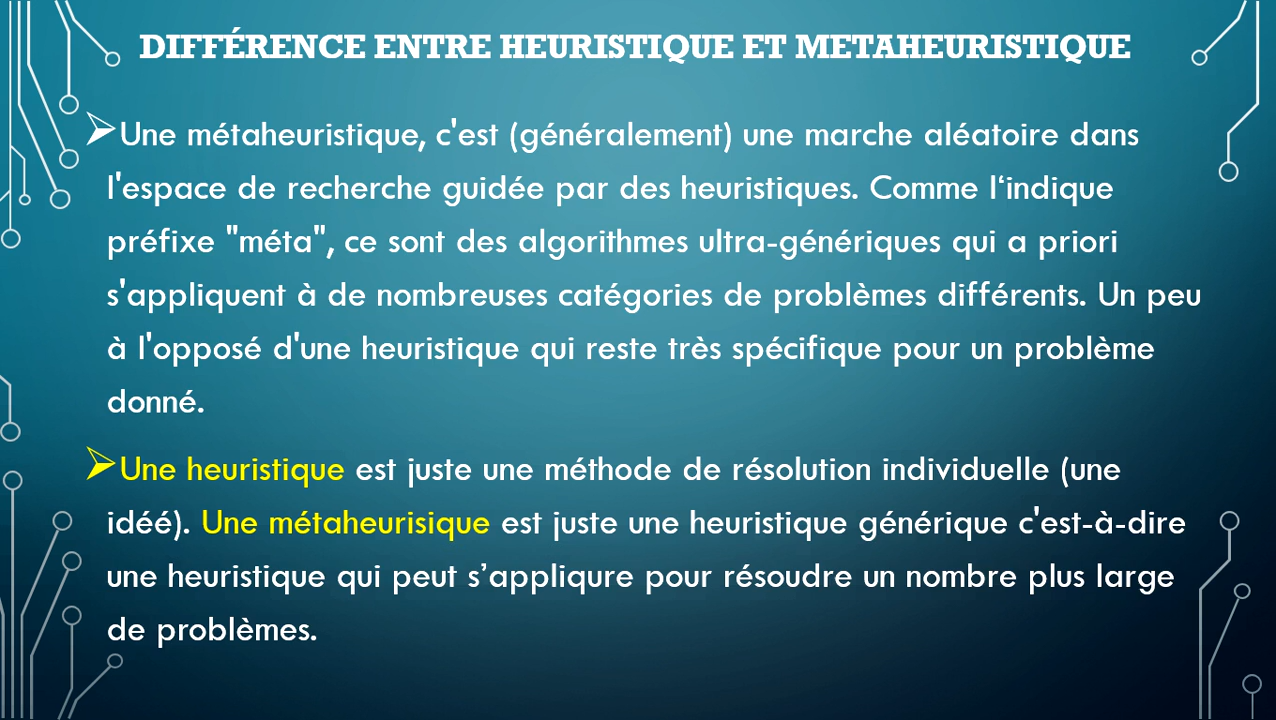 DIFFÉRENCE ENTRE HEURISTIQUE ET METAHEURISTIQUE
Une métaheuristique, c'est (généralement) une marche aléatoire dans
l'espace de recherche guidée par des heuristiques. Comme l‘indique
préfixe "méta", ce sont des algorithmes ultra-génériques qui a priori
s'appliquent à de nombreuses catégories de problèmes différents. Un peu
à l'opposé d'une heuristique qui reste très spécifique pour un problème
donné.
Une heuristique est juste une méthode de résolution individuelle (une
idéé). Une métaheurisique est juste une heuristique générique c'est-à-dire
une heuristique qui peut s’appliqure pour résoudre un nombre plus large
de problèmes.